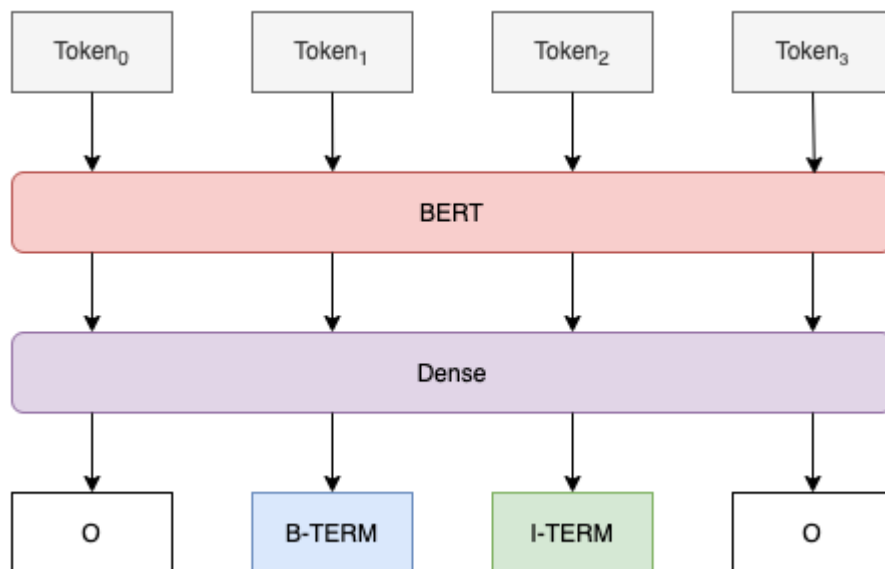 Token0
Token1
Token2
Token3
BERT
Dense
O
B-TERM
I-TERM
O